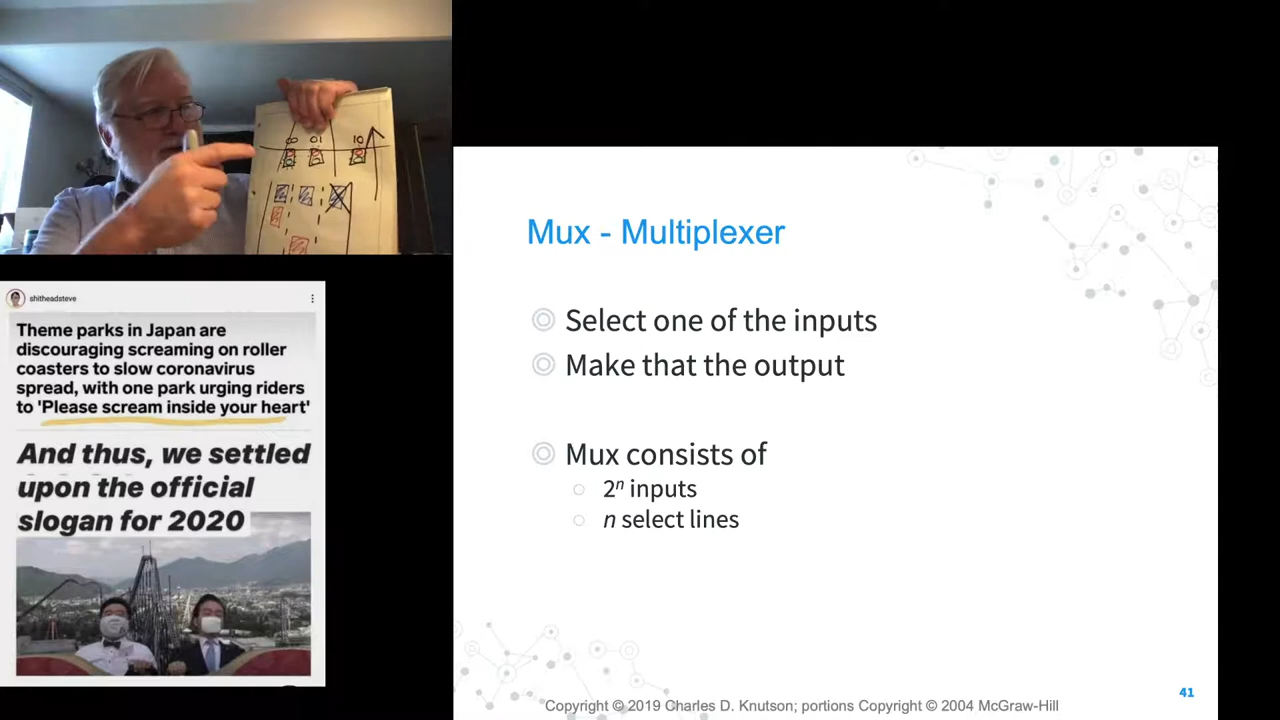 00 01 10
shitheadsteve
Theme parks in Japan are
discouraging screaming on roller
coasters to slow coronavirus
spread, with one park urging riders
to 'Please scream inside your heart'
And thus, we settled
upon the official
slogan for 2020
Mux - Multiplexer
Select one of the inputs
Make that the output
Mux consists of
2ⁿ inputs
n select lines
41
Copyright © 2019 Charles D. Knutson; portions Copyright © 2004 McGraw-Hill